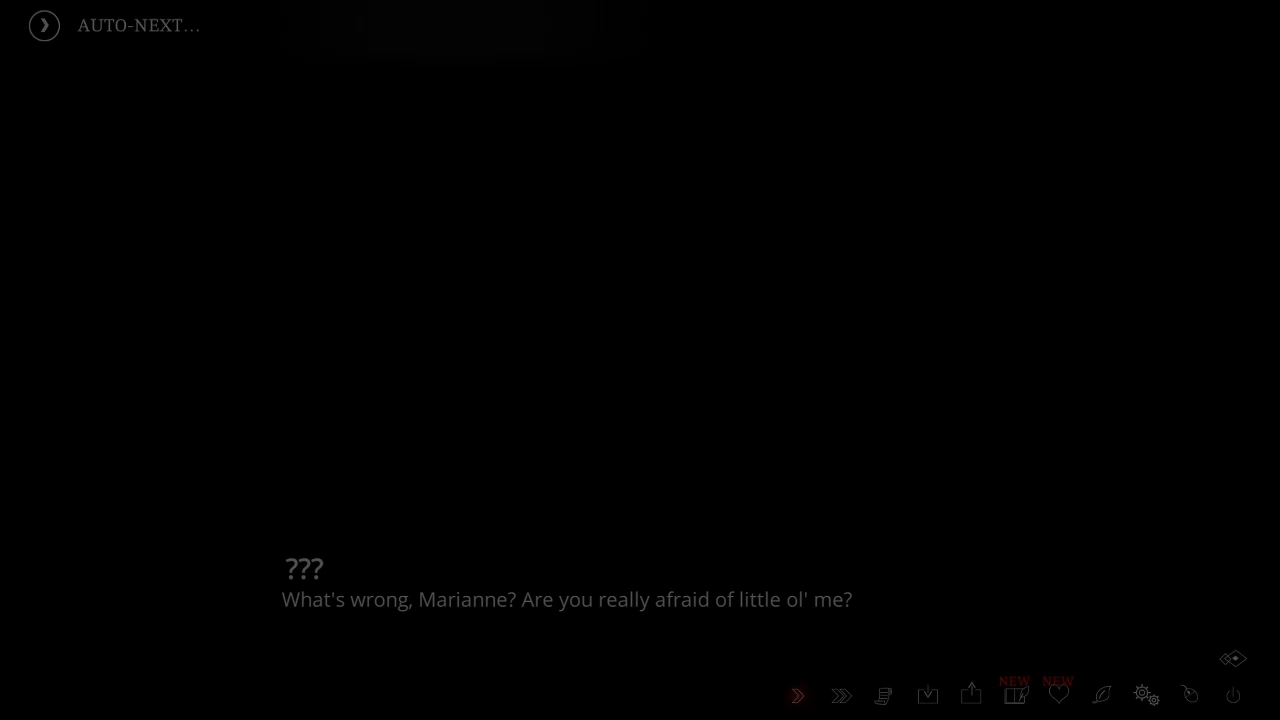 AUTO-NEXT...
???
What's wrong, Marianne? Are you really afraid of little ol' me?
NEW NEW